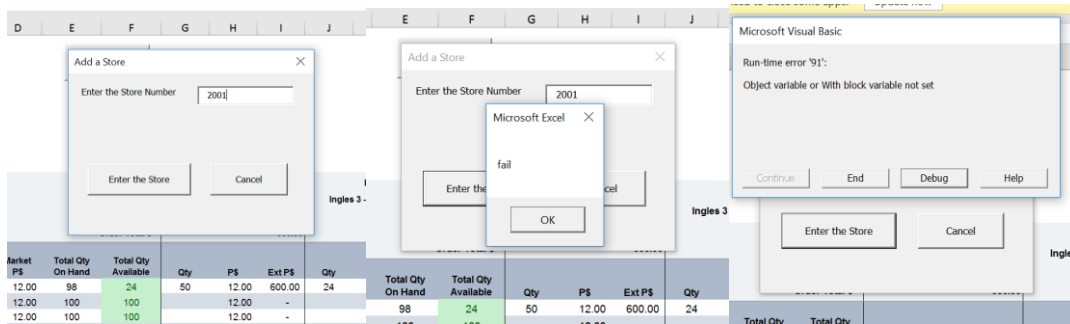 D E F G H I J
Add a Store
Enter the Store Number 2001
Enter the Store Cancel
Ingles 3 -
Market P$ Total Qty On Hand Total Qty Available Qty P$ Ext P$ Qty
12.00 98 24 50 12.00 600.00 24
12.00 100 100 12.00 -
12.00 100 100 12.00 -
E F G H I J
Add a Store
Enter the Store Number 2001
Microsoft Excel
fail
Enter the
OK
Ingles 3
Total Qty On Hand Total Qty Available Qty P$ Ext P$ Qty
98 24 50 12.00 600.00 24
Microsoft Visual Basic
Run-time error '91':
Object variable or With block variable not set
Continue End Debug Help
Enter the Store Cancel
Ingle
Total Qty Total Qty